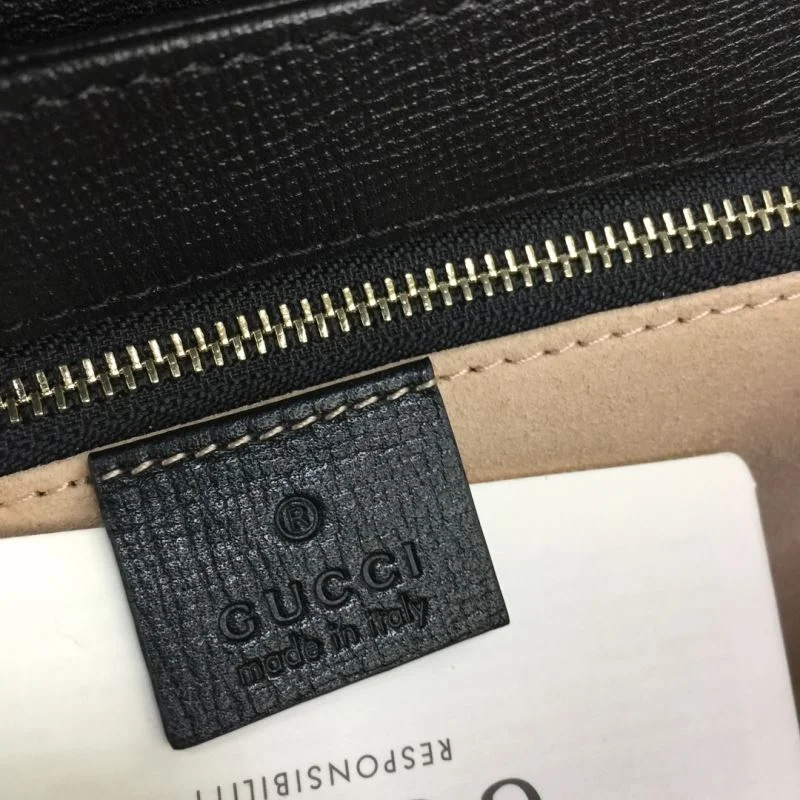 ®
GUCCI
made in italy
RESPONSIBILIT